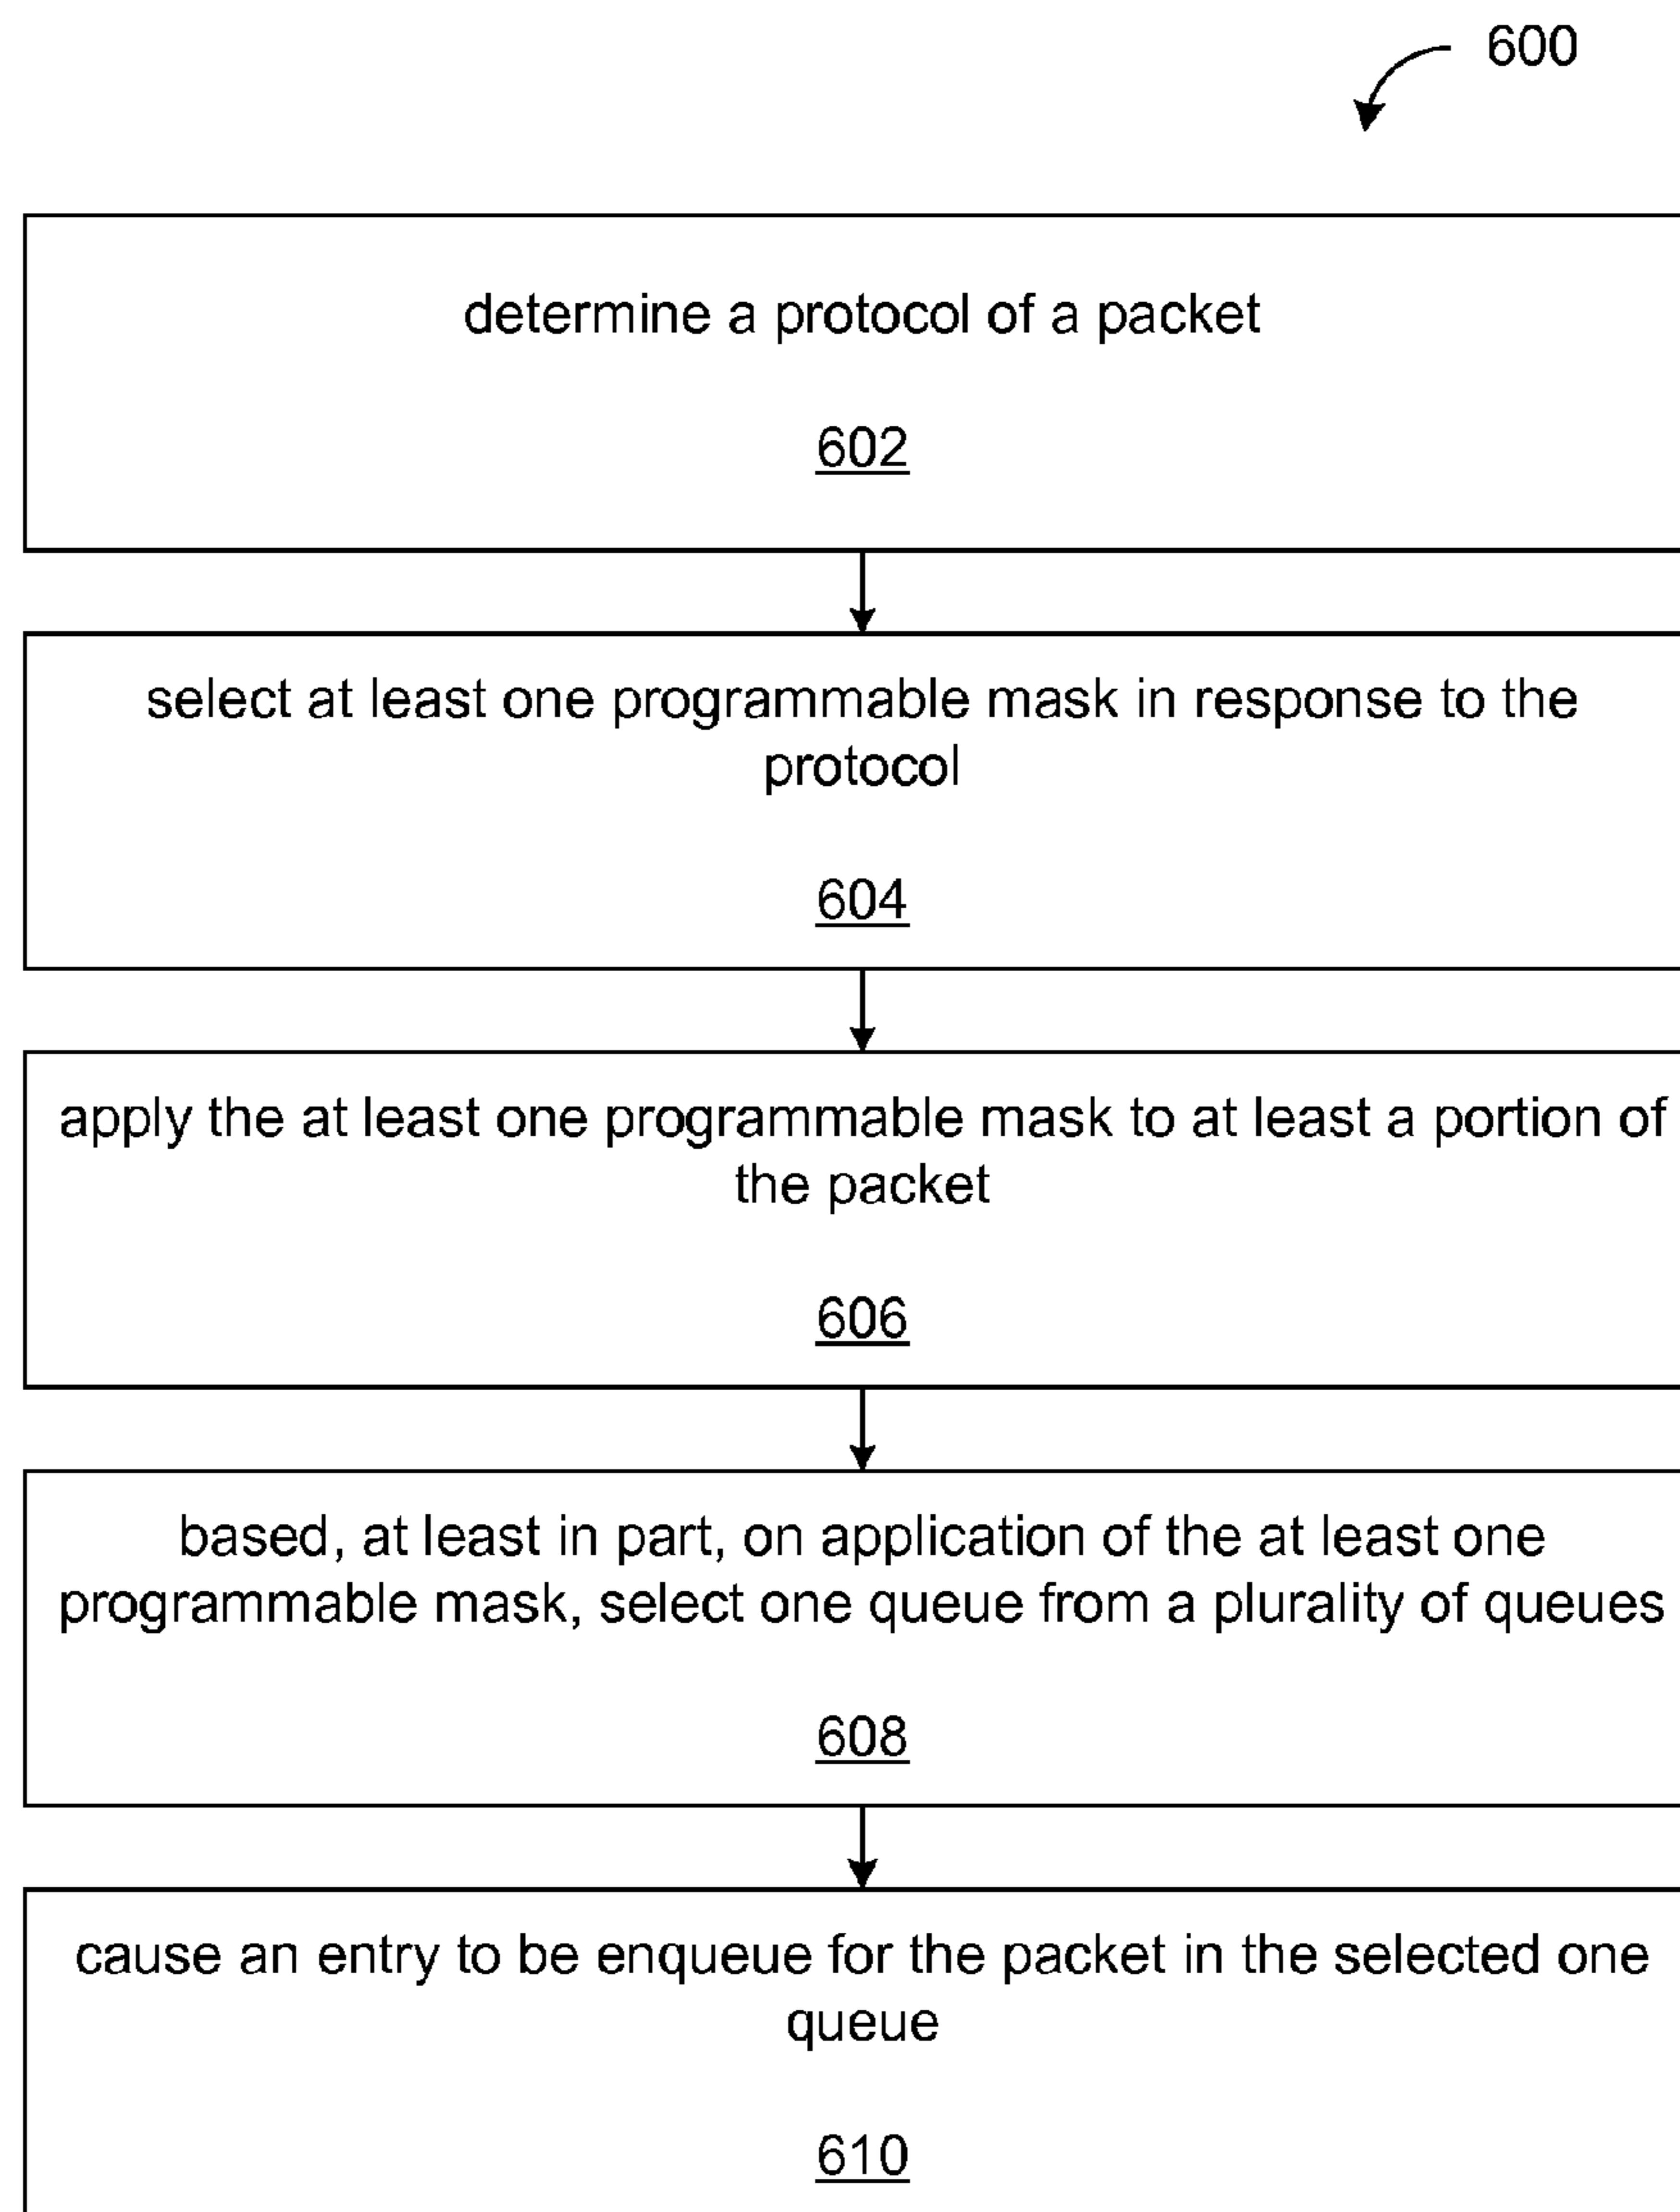 600
determine a protocol of a packet
602
select at least one programmable mask in response to the
protocol
604
apply the at least one programmable mask to at least a portion of
the packet
606
based, at least in part, on application of the at least one
programmable mask, select one queue from a plurality of queues
608
cause an entry to be enqueue for the packet in the selected one
queue
610